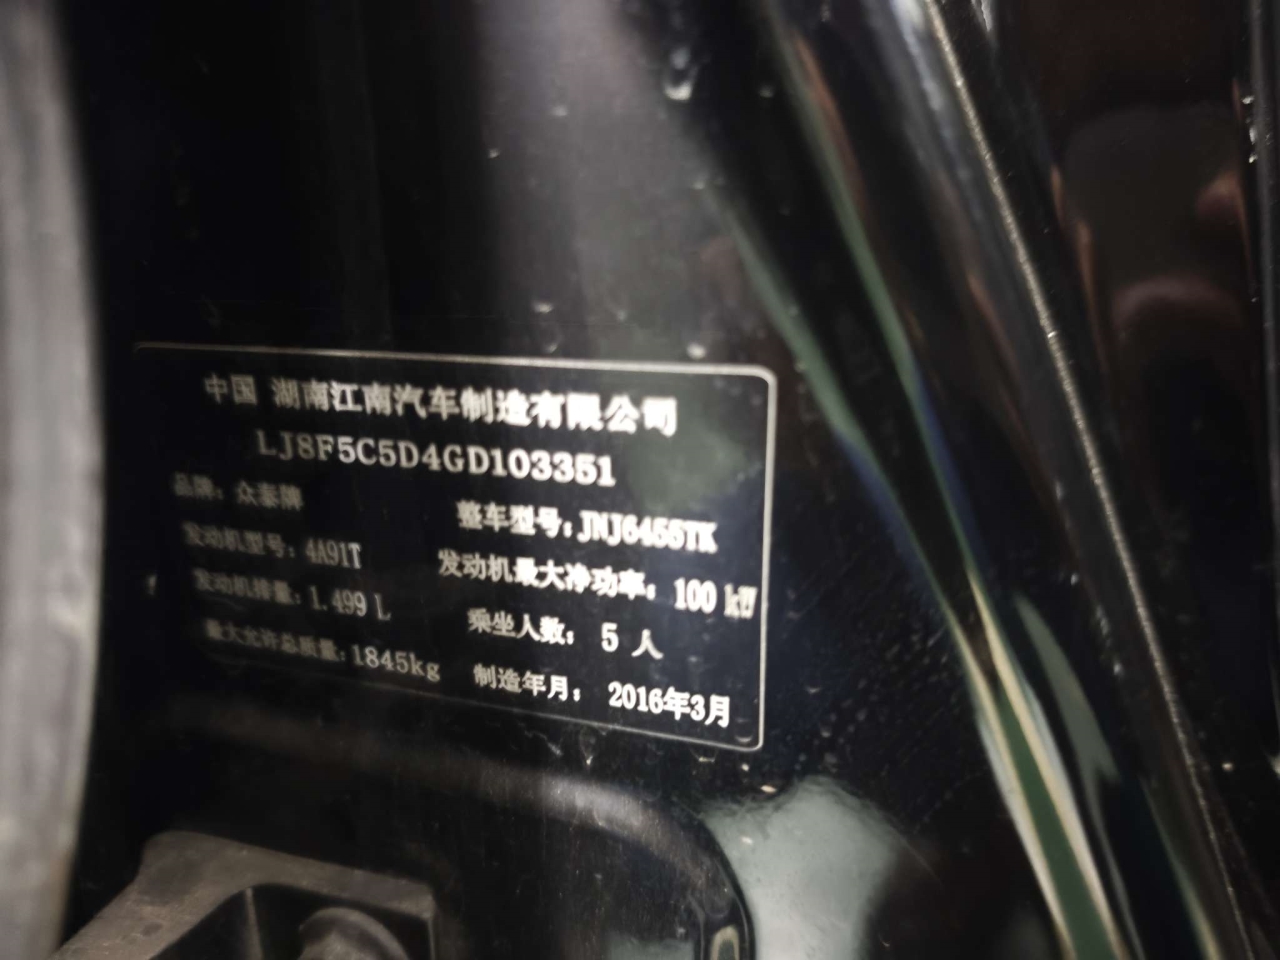 中国 湖南江南汽车制造有限公司
LJ8F5C5D4GD103351
品牌：众泰牌 整车型号：JNJ6455TK
发动机型号：4A91T 发动机最大净功率：100 kW
发动机排量：1.499 L 乘坐人数： 5 人
最大允许总质量：1845kg 制造年月： 2016年3月